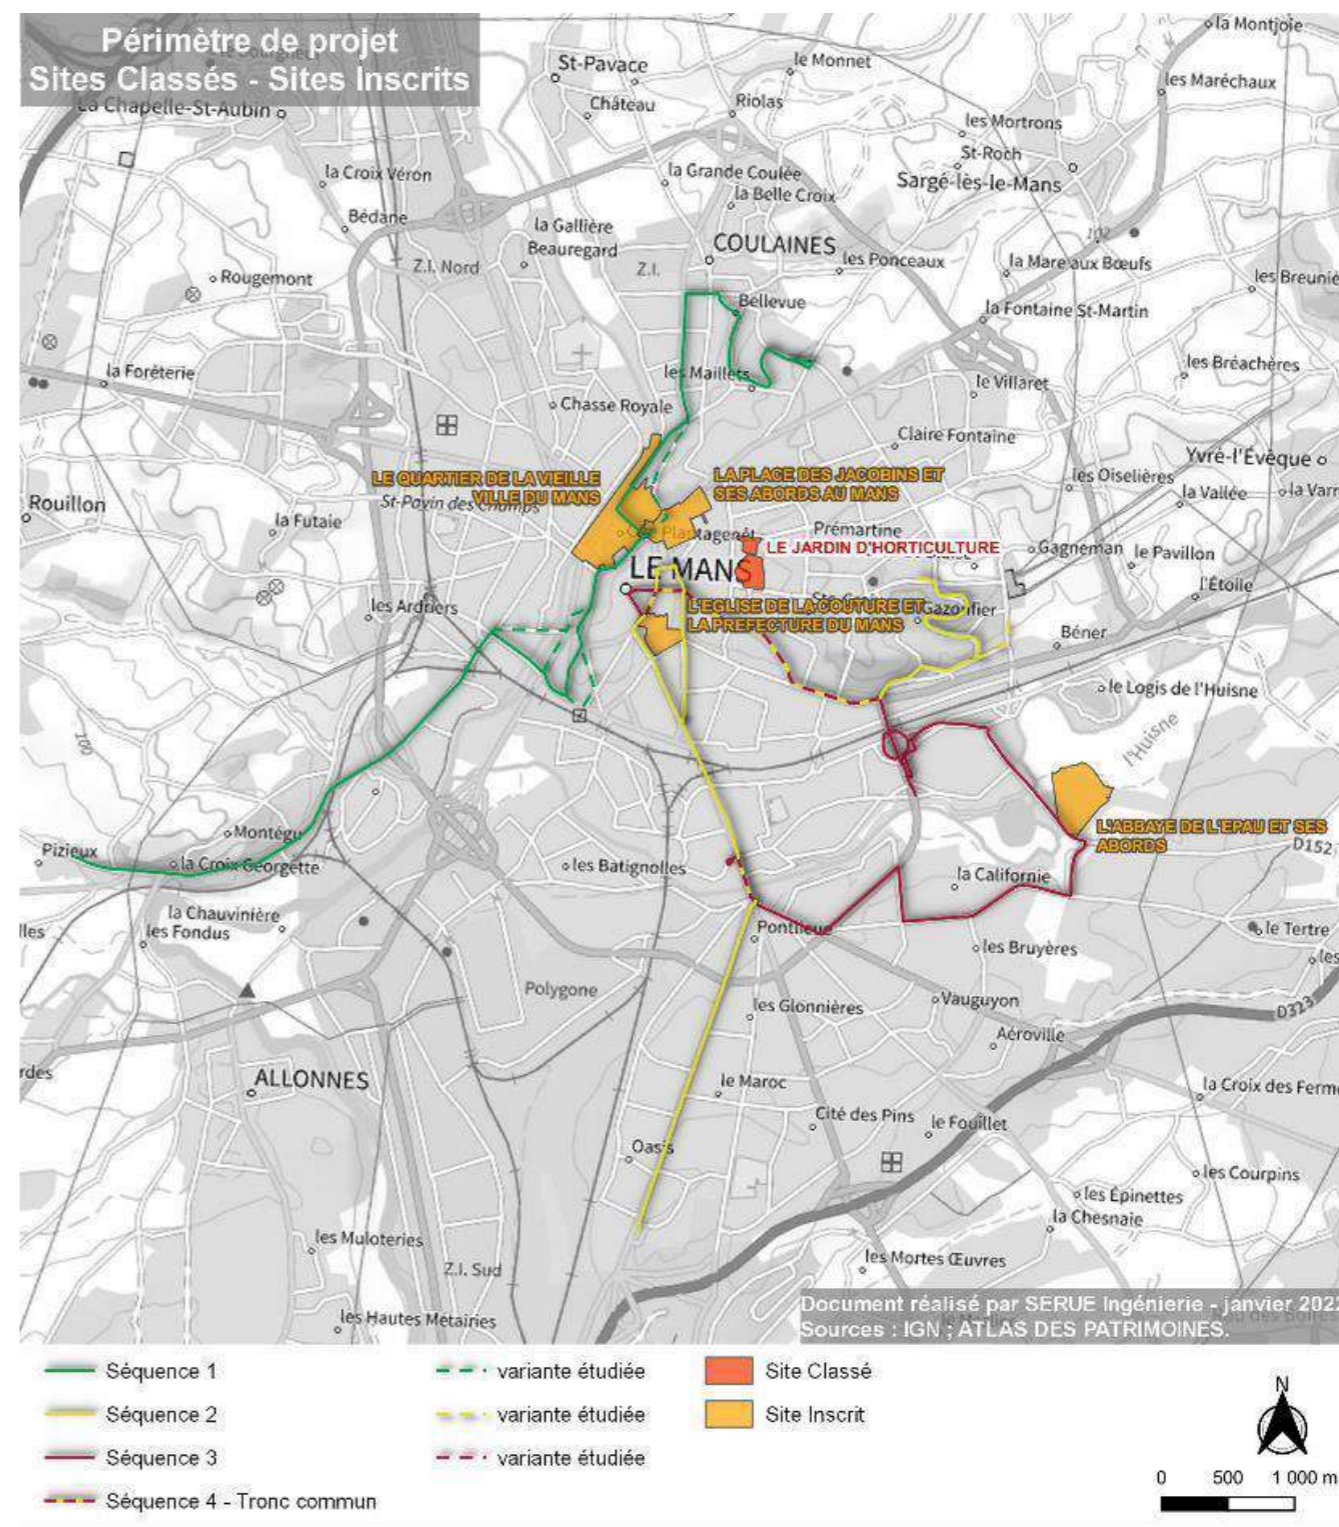 Périmètre de projet
Sites Classés - Sites Inscrits
la Montjoie
St-Pavace
le Monnet
les Maréchaux
La Chapelle-St-Aubin
Château
Riolas
les Mortrons
St-Roch
la Croix Véron
la Grande Coulée
Sargé-lès-le-Mans
la Belle Croix
Bédane
la Gallière
Beauregard
COULAINES
102
Z.I. Nord
Z.I.
les Ponceaux
la Mare aux Bœufs
Rougemont
les Breuniè
Bellevue
la Fontaine St-Martin
la Forêterie
les Maillets
les Bréachères
le Villaret
Chasse Royale
Claire Fontaine
Yvré-l'Évêque
LE QUARTIER DE LA VIEILLE
VILLE DU MANS
LA PLACE DES JACOBINS ET
SES ABORDS AU MANS
les Oiselières
la Vallée
la Varr
Rouillon
St-Pavin des Champs
la Futaie
Plantagenêt
Prémartine
LE JARDIN D'HORTICULTURE
Gagneman
le Pavillon
LE MANS
l'Étoile
les Ardriers
L'EGLISE DE LA COUTURE ET
LA PREFECTURE DU MANS
Gazonfier
Béner
le Logis de l'Huisne
100
l'Huisne
Montégu
Pizieux
la Croix Georgette
les Batignolles
L'ABBAYE DE L'EPAU ET SES
ABORDS
D152
la Californie
la Chauvinière
les Fondus
lles
Pontlieue
le Tertre
les Bruyères
les
Polygone
les Glonnières
Vauguyon
D323
Aéroville
rdes
ALLONNES
le Maroc
la Croix des Ferme
Cité des Pins
le Fouillet
Oasis
les Courpins
les Épinettes
la Chesnaie
les Muloteries
Z.I. Sud
les Mortes Œuvres
les Hautes Métairies
Document réalisé par SERUE Ingénierie - janvier 202
Sources : IGN ; ATLAS DES PATRIMOINES.
Séquence 1
variante étudiée
Site Classé
Séquence 2
variante étudiée
Site Inscrit
Séquence 3
variante étudiée
Séquence 4 - Tronc commun
N
0 500 1 000 m